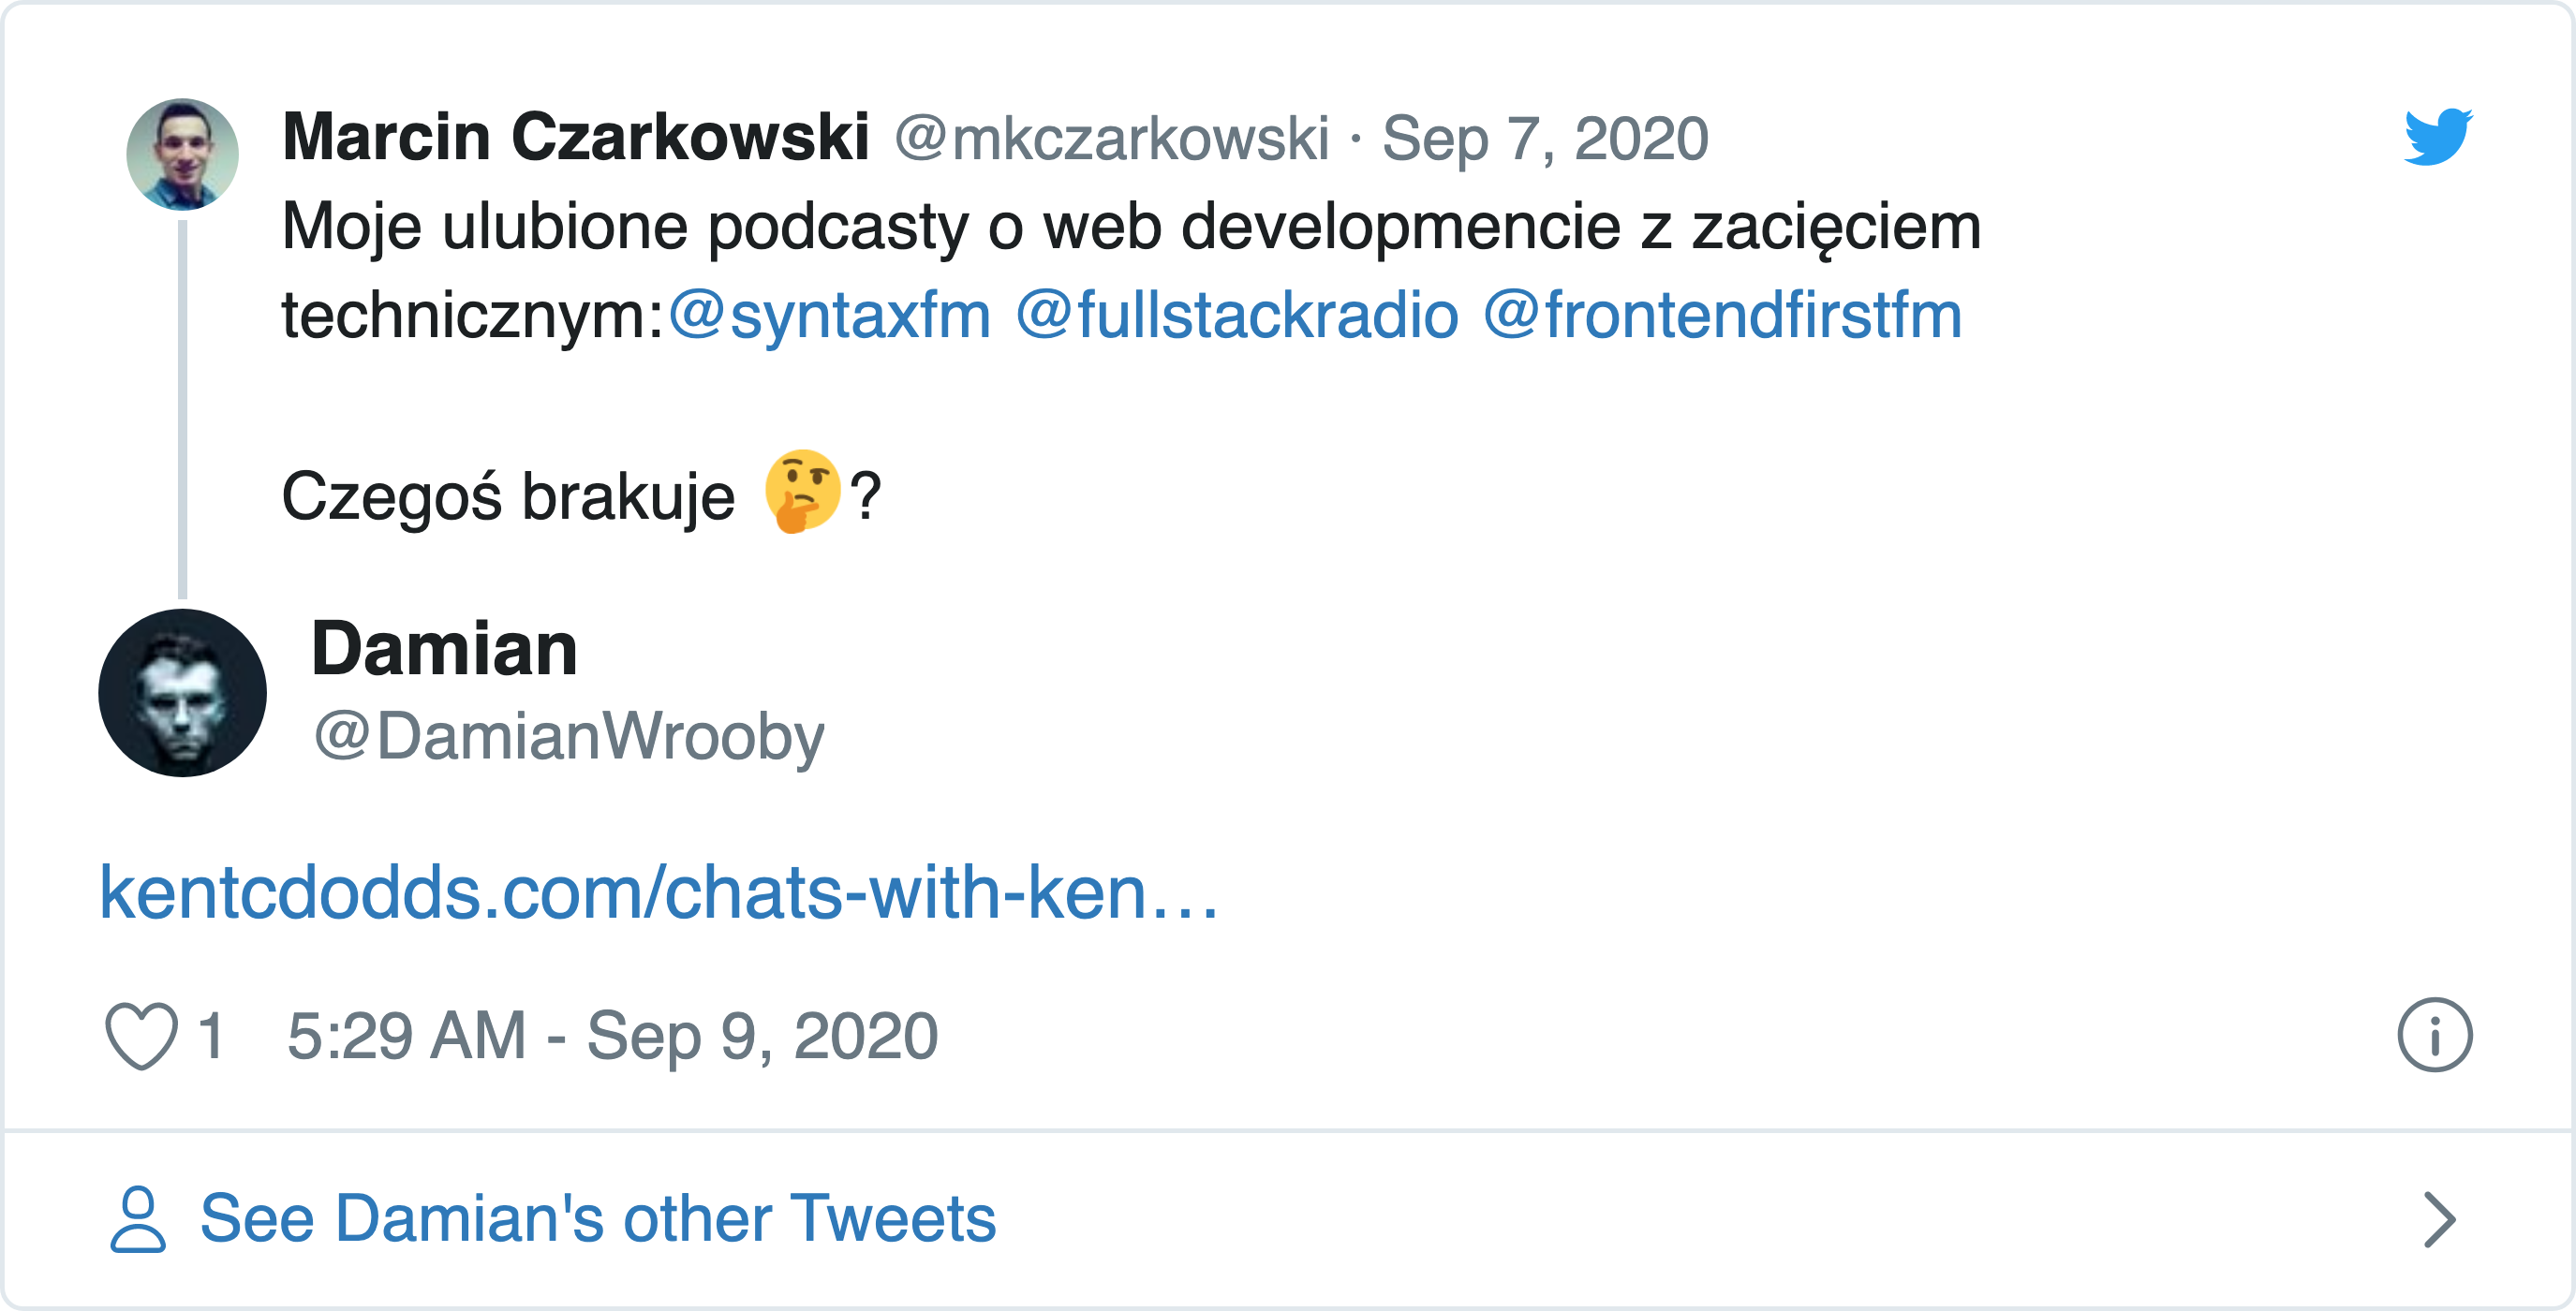 Marcin Czarkowski @mkczarkowski · Sep 7, 2020
Moje ulubione podcasty o web developmencie z zacięciem
technicznym:@syntaxfm @fullstackradio @frontendfirstfm
Czegoś brakuje 🤔?
Damian
@DamianWrooby
kentcdodds.com/chats-with-ken…
1 5:29 AM - Sep 9, 2020
See Damian's other Tweets